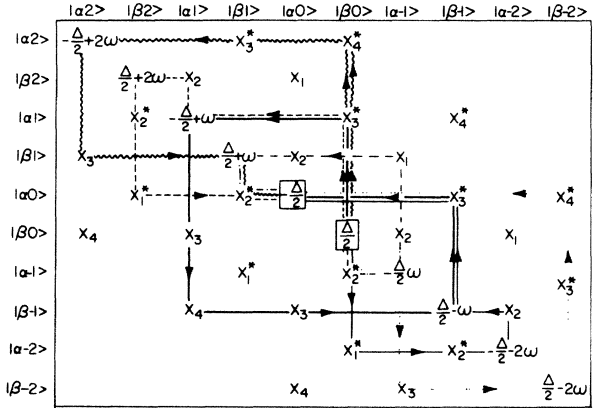 |α2> |β2> |α1> |β1> |α0> |β0> |α-1> |β-1> |α-2> |β-2>
|α2> -Δ/2+2ω X₃* X₄*
|β2> Δ/2+2ω X₂ X₁
|α1> X₂* -Δ/2+ω X₃* X₄*
|β1> X₃ Δ/2+ω X₂ X₁
|α0> X₁* X₂* -Δ/2 X₃* X₄*
|β0> X₄ X₃ Δ/2 X₂ X₁
|α-1> X₁* X₂* -Δ/2ω X₃*
|β-1> X₄ X₃ Δ/2-ω X₂
|α-2> X₁* X₂* -Δ/2-2ω
|β-2> X₄ X₃ Δ/2-2ω